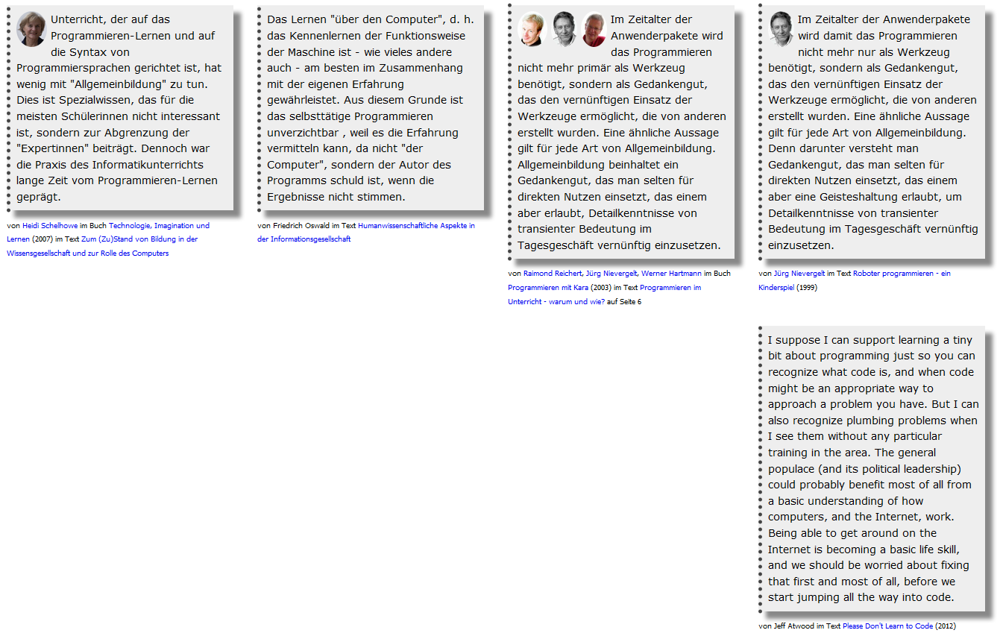 Unterricht, der auf das
Programmieren-Lernen und auf
die Syntax von
Programmiersprachen gerichtet ist, hat
wenig mit "Allgemeinbildung" zu tun.
Dies ist Spezialwissen, das für die
meisten Schülerinnen nicht interessant
ist, sondern zur Abgrenzung der
"Expertinnen" beiträgt. Dennoch war
die Praxis des Informatikunterrichts
lange Zeit vom Programmieren-Lernen
geprägt.
von Heidi Schelhowe im Buch Technologie, Imagination und
Lernen (2007) im Text Zum (Zu)Stand von Bildung in der
Wissensgesellschaft und zur Rolle des Computers
Das Lernen "über den Computer", d. h.
das Kennenlernen der Funktionsweise
der Maschine ist - wie vieles andere
auch - am besten im Zusammenhang
mit der eigenen Erfahrung
gewährleistet. Aus diesem Grunde ist
das selbsttätige Programmieren
unverzichtbar , weil es die Erfahrung
vermitteln kann, da nicht "der
Computer", sondern der Autor des
Programms schuld ist, wenn die
Ergebnisse nicht stimmen.
von Friedrich Oswald im Text Humanwissenschaftliche Aspekte in
der Informationsgesellschaft
Im Zeitalter der
Anwenderpakete wird
das Programmieren
nicht mehr primär als Werkzeug
benötigt, sondern als Gedankengut,
das den vernünftigen Einsatz der
Werkzeuge ermöglicht, die von anderen
erstellt wurden. Eine ähnliche Aussage
gilt für jede Art von Allgemeinbildung.
Allgemeinbildung beinhaltet ein
Gedankengut, das man selten für
direkten Nutzen einsetzt, das einem
aber erlaubt, Detailkenntnisse von
transienter Bedeutung im
Tagesgeschäft vernünftig einzusetzen.
von Raimond Reichert, Jürg Nievergelt, Werner Hartmann im Buch
Programmieren mit Kara (2003) im Text Programmieren im
Unterricht - warum und wie? auf Seite 6
Im Zeitalter der Anwenderpakete
wird damit das Programmieren
nicht mehr nur als Werkzeug
benötigt, sondern als Gedankengut,
das den vernünftigen Einsatz der
Werkzeuge ermöglicht, die von anderen
erstellt wurden. Eine ähnliche Aussage
gilt für jede Art von Allgemeinbildung.
Denn darunter versteht man
Gedankengut, das man selten für
direkten Nutzen einsetzt, das einem
aber eine Geisteshaltung erlaubt, um
Detailkenntnisse von transienter
Bedeutung im Tagesgeschäft vernünftig
einzusetzen.
von Jürg Nievergelt im Text Roboter programmieren - ein
Kinderspiel (1999)
I suppose I can support learning a tiny
bit about programming just so you can
recognize what code is, and when code
might be an appropriate way to
approach a problem you have. But I can
also recognize plumbing problems when
I see them without any particular
training in the area. The general
populace (and its political leadership)
could probably benefit most of all from
a basic understanding of how
computers, and the Internet, work.
Being able to get around on the
Internet is becoming a basic life skill,
and we should be worried about fixing
that first and most of all, before we
start jumping all the way into code.
von Jeff Atwood im Text Please Don't Learn to Code (2012)